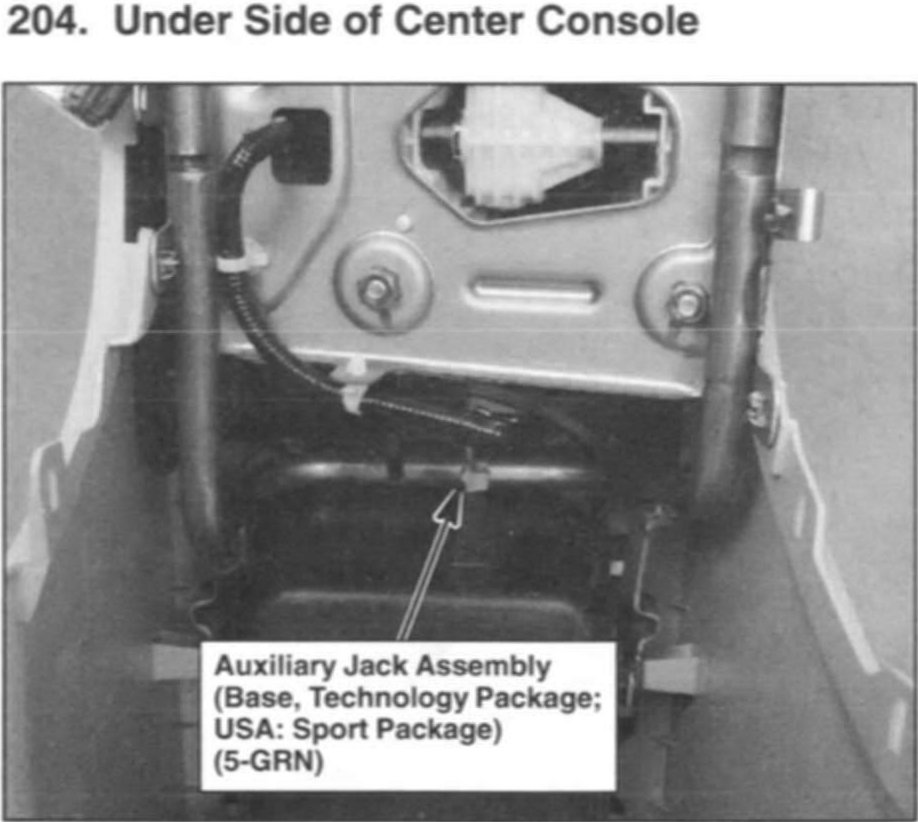 204. Under Side of Center Console
Auxiliary Jack Assembly
(Base, Technology Package;
USA: Sport Package)
(5-GRN)